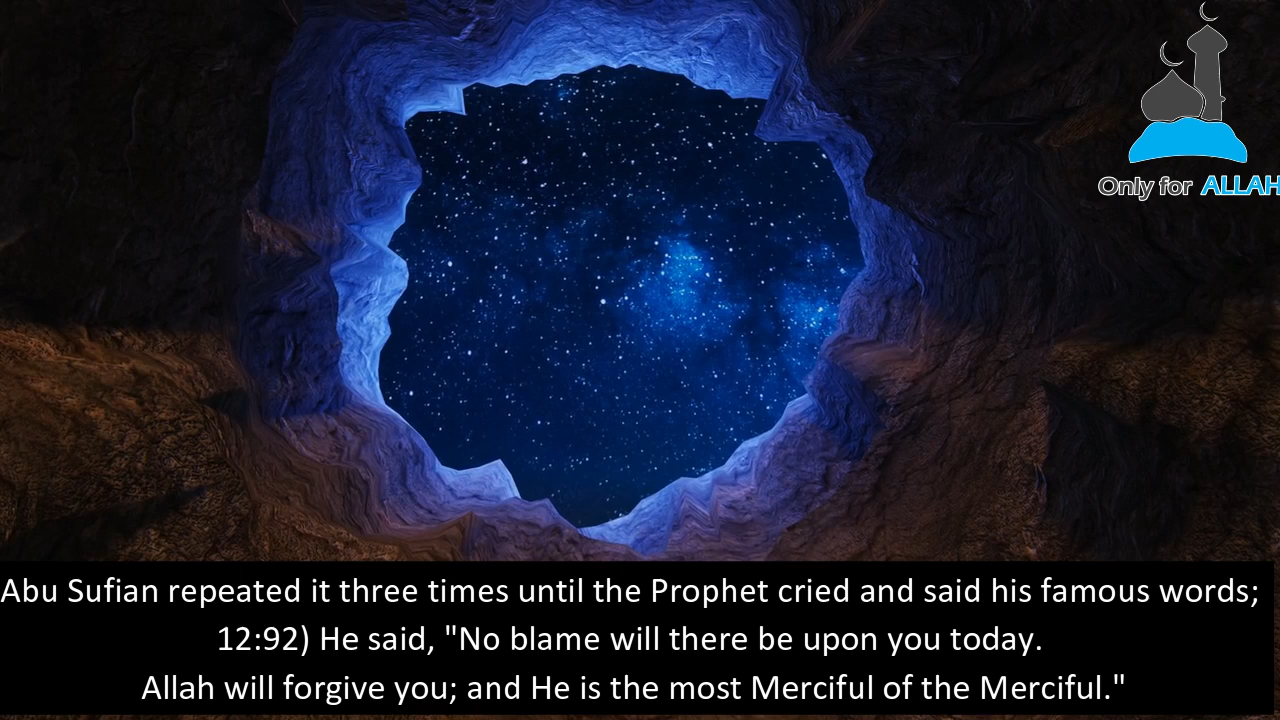 Only for ALLAH
Abu Sufian repeated it three times until the Prophet cried and said his famous words;
12:92) He said, "No blame will there be upon you today.
Allah will forgive you; and He is the most Merciful of the Merciful."